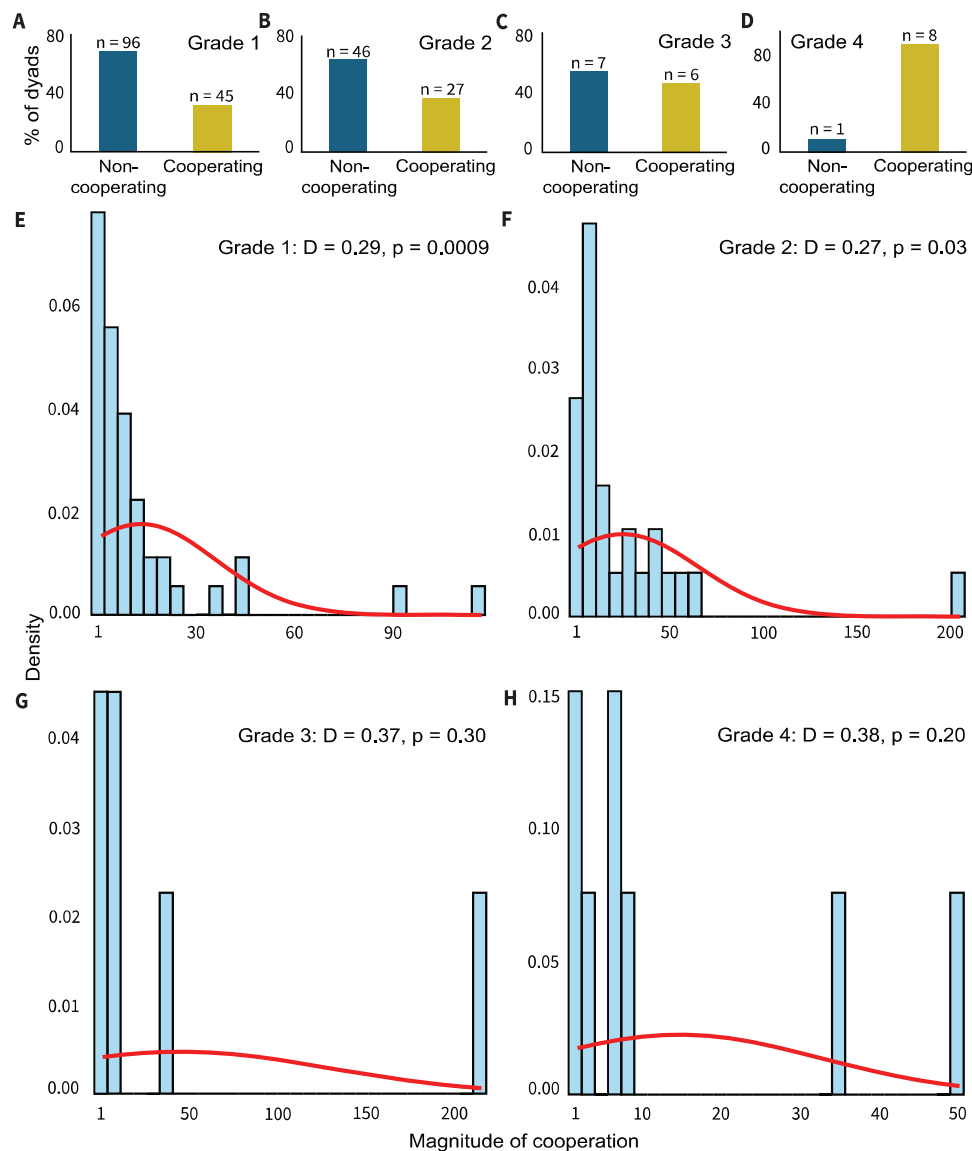 A
B
C
D
% of dyads
80
40
0
n = 96
n = 45
Grade 1
Non-
cooperating
Cooperating
80
40
0
n = 46
n = 27
Grade 2
Non-
cooperating
Cooperating
80
40
0
n = 7
n = 6
Grade 3
Non-
cooperating
Cooperating
80
40
0
n = 1
n = 8
Grade 4
Non-
cooperating
Cooperating
E
Grade 1: D = 0.29, p = 0.0009
0.06
0.04
0.02
0.00
1 30 60 90
F
Grade 2: D = 0.27, p = 0.03
0.04
0.03
0.02
0.01
0.00
1 50 100 150 200
Density
G
Grade 3: D = 0.37, p = 0.30
0.04
0.03
0.02
0.01
0.00
1 50 100 150 200
H
Grade 4: D = 0.38, p = 0.20
0.15
0.10
0.05
0.00
1 10 20 30 40 50
Magnitude of cooperation